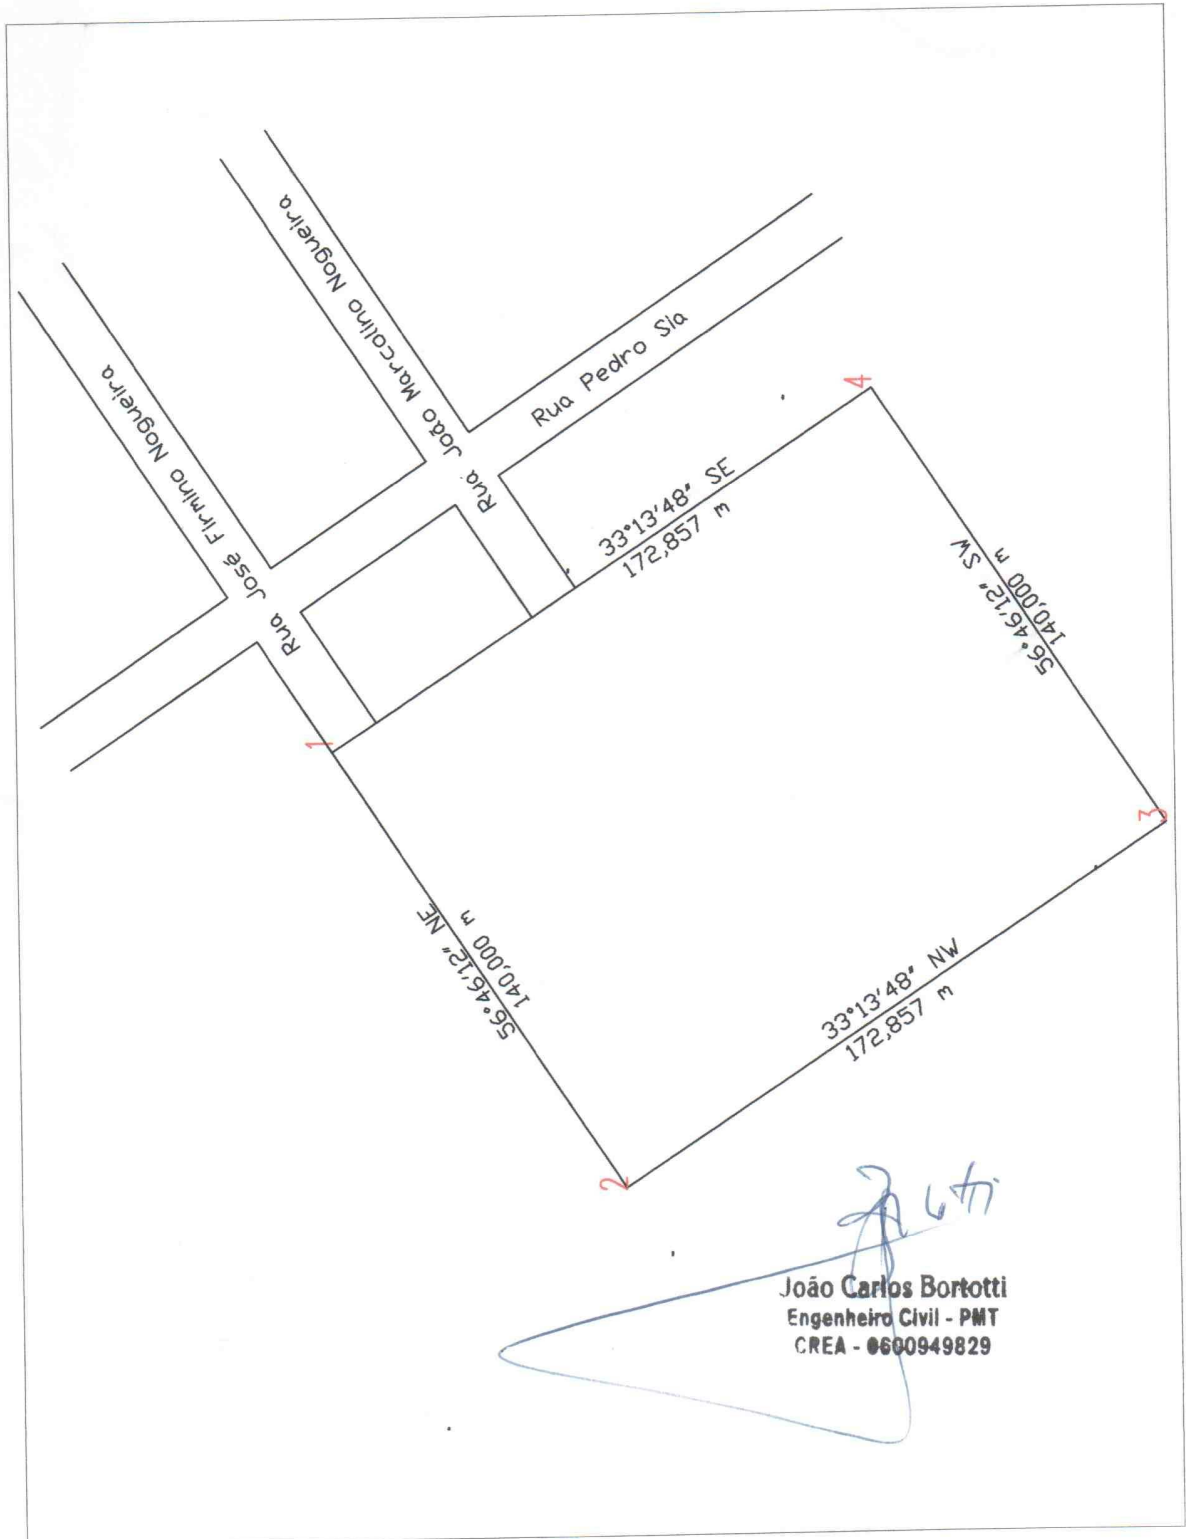 Rua José Firmino Nogueira
Rua João Marcolino Nogueira
Rua Pedro Sia
4
33°13'48" SE
172,857 m
56°46'12" SW
140,000 m
1
3
56°46'12" NE
140,000 m
33°13'48" NW
172,857 m
2
João Carlos Bortotti
Engenheiro Civil - PMT
CREA - 0600949829